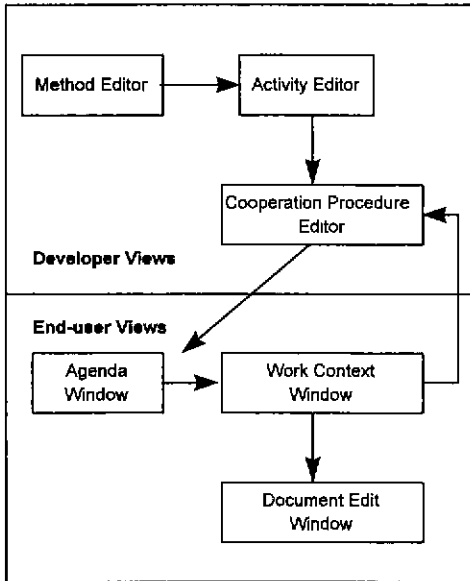 Method Editor
Activity Editor
Cooperation Procedure
Editor
Developer Views
End-user Views
Agenda
Window
Work Context
Window
Document Edit
Window